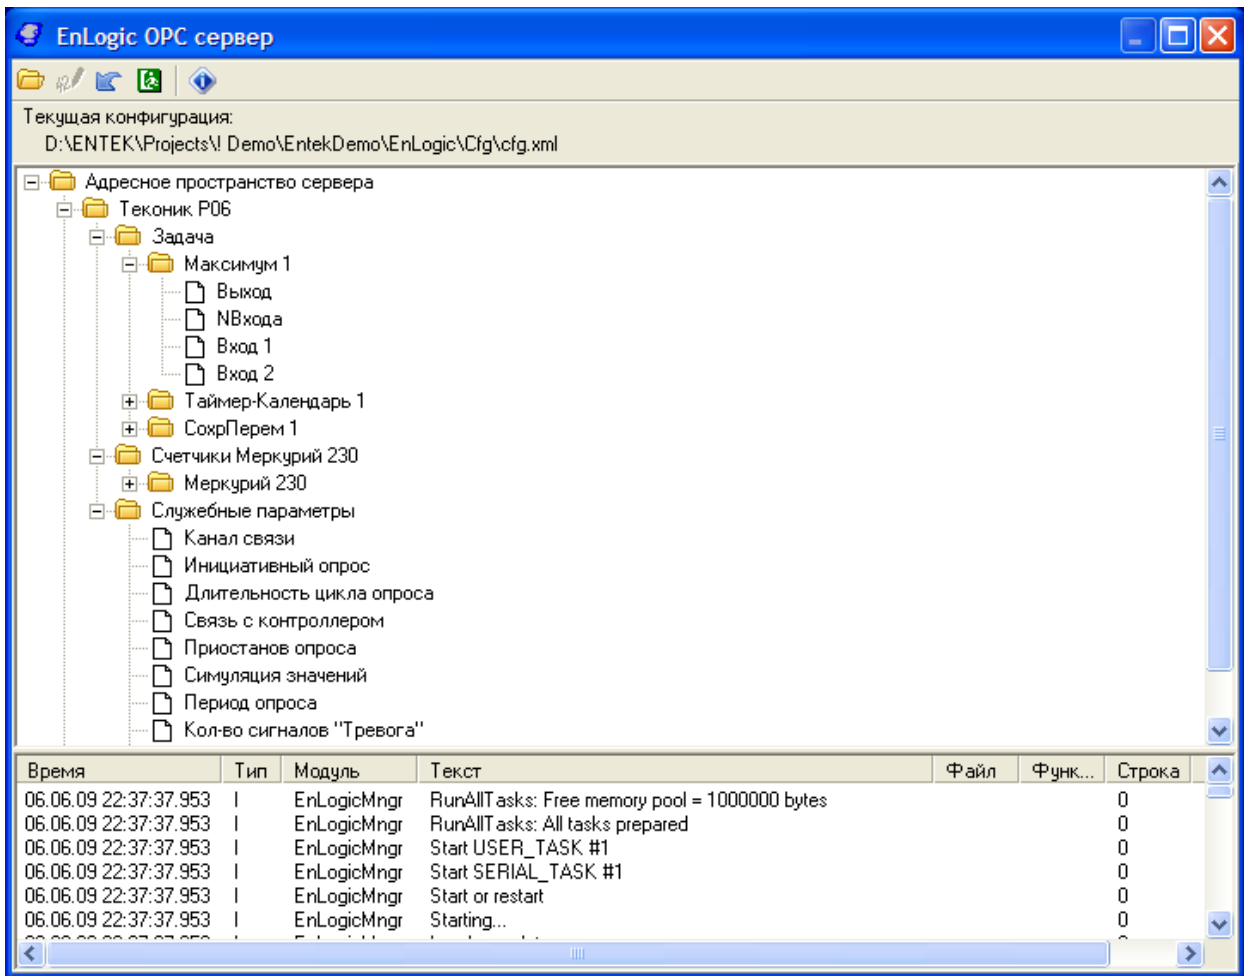 EnLogic OPC сервер
Текущая конфигурация:
D:\ENTEK\Projects\! Demo\EntekDemo\EnLogic\Cfg\cfg.xml
Адресное пространство сервера
Теконик Р06
Задача
Максимум 1
Выход
NВхода
Вход 1
Вход 2
Таймер-Календарь 1
СохрПерем 1
Счетчики Меркурий 230
Меркурий 230
Служебные параметры
Канал связи
Инициативный опрос
Длительность цикла опроса
Связь с контроллером
Приостанов опроса
Симуляция значений
Период опроса
Кол-во сигналов "Тревога"
Время Тип Модуль Текст Файл Функ... Строка
06.06.09 22:37:37.953 I EnLogicMngr RunAllTasks: Free memory pool = 1000000 bytes 0
06.06.09 22:37:37.953 I EnLogicMngr RunAllTasks: All tasks prepared 0
06.06.09 22:37:37.953 I EnLogicMngr Start USER_TASK #1 0
06.06.09 22:37:37.953 I EnLogicMngr Start SERIAL_TASK #1 0
06.06.09 22:37:37.953 I EnLogicMngr Start or restart 0
06.06.09 22:37:37.953 I EnLogicMngr Starting... 0